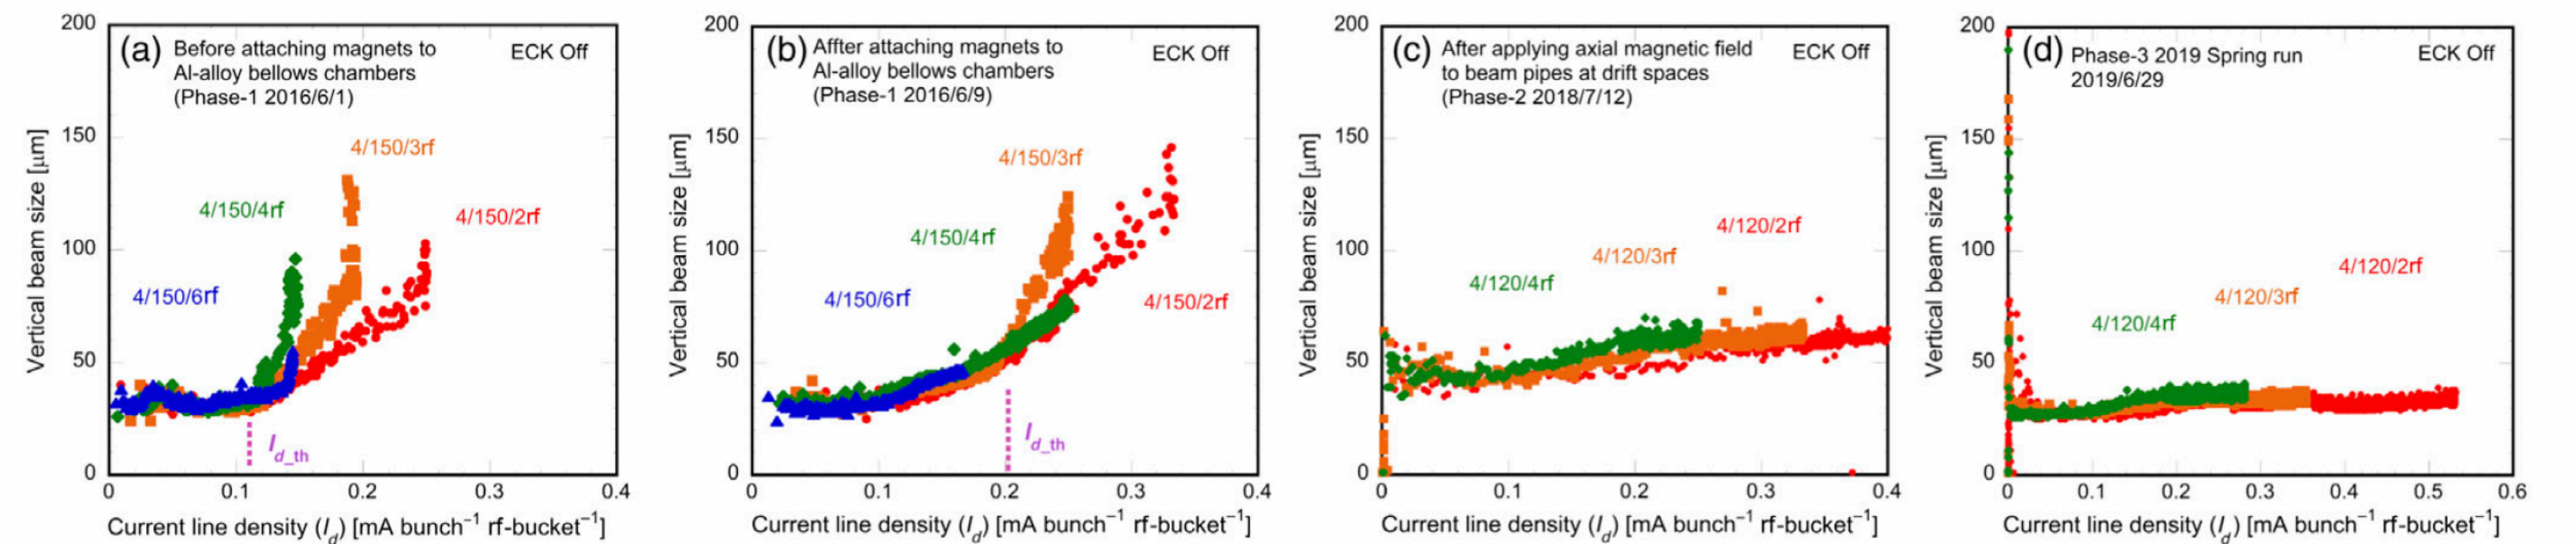 200
150
100
50
0
Vertical beam size [μm]
(a) Before attaching magnets to
Al-alloy bellows chambers
(Phase-1 2016/6/1)
ECK Off
4/150/3rf
4/150/4rf
4/150/2rf
4/150/6rf
I_d_th
0 0.1 0.2 0.3 0.4
Current line density (I_d) [mA bunch⁻¹ rf-bucket⁻¹]
200
150
100
50
0
Vertical beam size [μm]
(b) Affter attaching magnets to
Al-alloy bellows chambers
(Phase-1 2016/6/9)
ECK Off
4/150/3rf
4/150/4rf
4/150/6rf
4/150/2rf
I_d_th
0 0.1 0.2 0.3 0.4
Current line density (I_d) [mA bunch⁻¹ rf-bucket⁻¹]
200
150
100
50
0
Vertical beam size [μm]
(c) After applying axial magnetic field
to beam pipes at drift spaces
(Phase-2 2018/7/12)
ECK Off
4/120/2rf
4/120/3rf
4/120/4rf
0 0.1 0.2 0.3 0.4
Current line density (I_d) [mA bunch⁻¹ rf-bucket⁻¹]
200
150
100
50
0
Vertical beam size [μm]
(d) Phase-3 2019 Spring run
2019/6/29
ECK Off
4/120/2rf
4/120/3rf
4/120/4rf
0 0.1 0.2 0.3 0.4 0.5 0.6
Current line density (I_d) [mA bunch⁻¹ rf-bucket⁻¹]